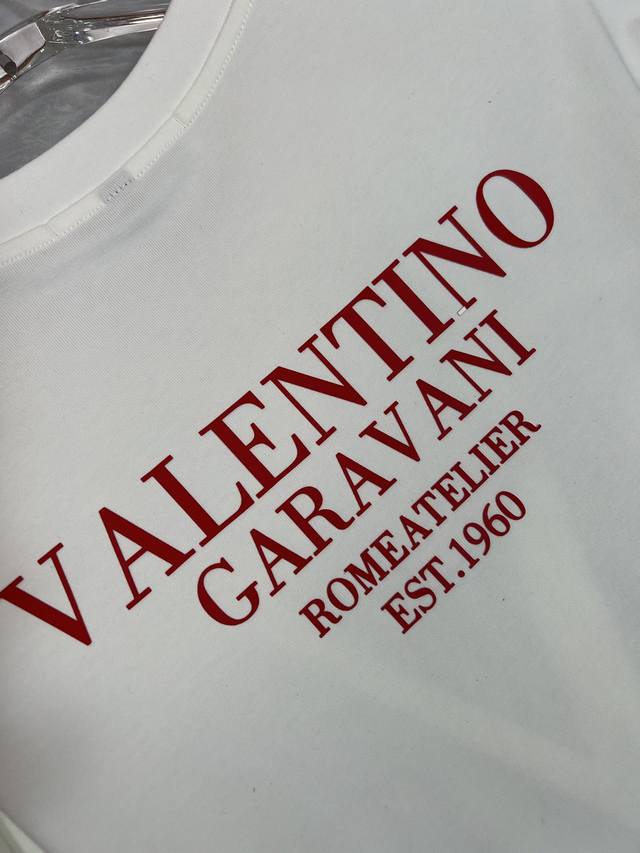 VALENTINO
GARAVANI
ROMEATELIER
EST.1960